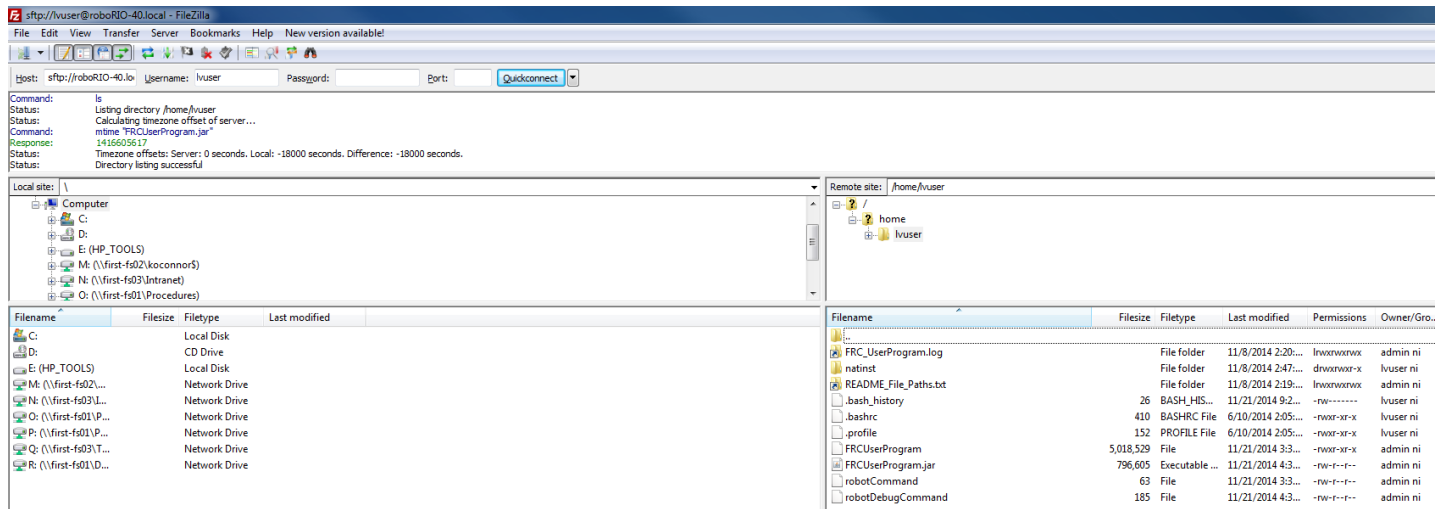 sftp://lvuser@roboRIO-40.local - FileZilla
File Edit View Transfer Server Bookmarks Help New version available!
Host: sftp://roboRIO-40.lo Username: lvuser Password: Port: Quickconnect
Command: ls
Status: Listing directory /home/lvuser
Status: Calculating timezone offset of server...
Command: mtime "FRCUserProgram.jar"
Response: 1416605617
Status: Timezone offsets: Server: 0 seconds. Local: -18000 seconds. Difference: -18000 seconds.
Status: Directory listing successful
Local site: \
Computer
C:
D:
E: (HP_TOOLS)
M: (\\first-fs02\koconnor$)
N: (\\first-fs03\Intranet)
O: (\\first-fs01\Procedures)
Remote site: /home/lvuser
/
home
lvuser
Filename Filesize Filetype Last modified
C: Local Disk
D: CD Drive
E: (HP_TOOLS) Local Disk
M: (\\first-fs02\... Network Drive
N: (\\first-fs03\I... Network Drive
O: (\\first-fs01\P... Network Drive
P: (\\first-fs01\P... Network Drive
Q: (\\first-fs03\T... Network Drive
R: (\\first-fs01\D... Network Drive
Filename Filesize Filetype Last modified Permissions Owner/Gro...
..
FRC_UserProgram.log File folder 11/8/2014 2:20:... lrwxrwxrwx admin ni
natinst File folder 11/8/2014 2:47:... drwxrwxr-x lvuser ni
README_File_Paths.txt File folder 11/8/2014 2:19:... lrwxrwxrwx admin ni
.bash_history 26 BASH_HIS... 11/21/2014 9:2... -rw------- lvuser ni
.bashrc 410 BASHRC File 6/10/2014 2:05:... -rwxr-xr-x lvuser ni
.profile 152 PROFILE File 6/10/2014 2:05:... -rwxr-xr-x lvuser ni
FRCUserProgram 5,018,529 File 11/21/2014 3:3... -rwxr-xr-x admin ni
FRCUserProgram.jar 796,605 Executable ... 11/21/2014 4:3... -rw-r--r-- admin ni
robotCommand 63 File 11/21/2014 3:3... -rw-r--r-- admin ni
robotDebugCommand 185 File 11/21/2014 4:3... -rw-r--r-- admin ni